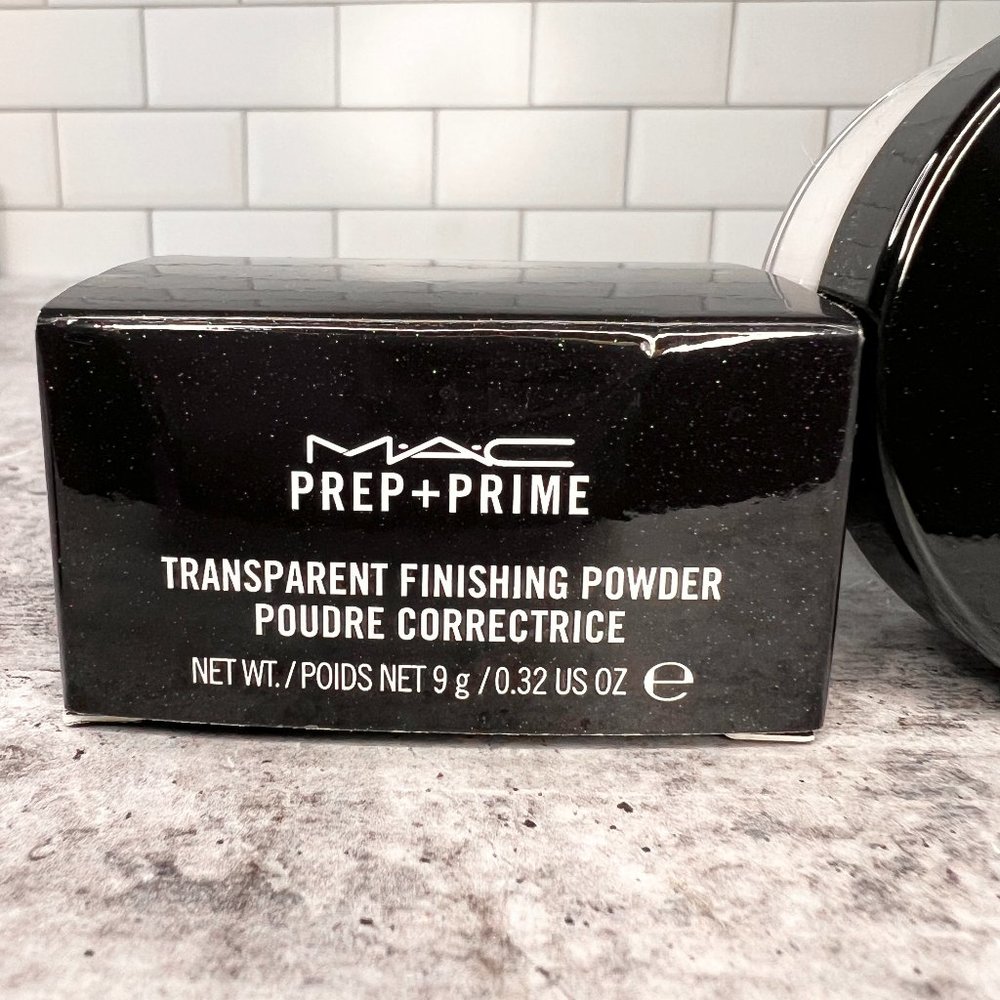 M·A·C
PREP+PRIME
TRANSPARENT FINISHING POWDER
POUDRE CORRECTRICE
NET WT. / POIDS NET 9 g / 0.32 US OZ ℮